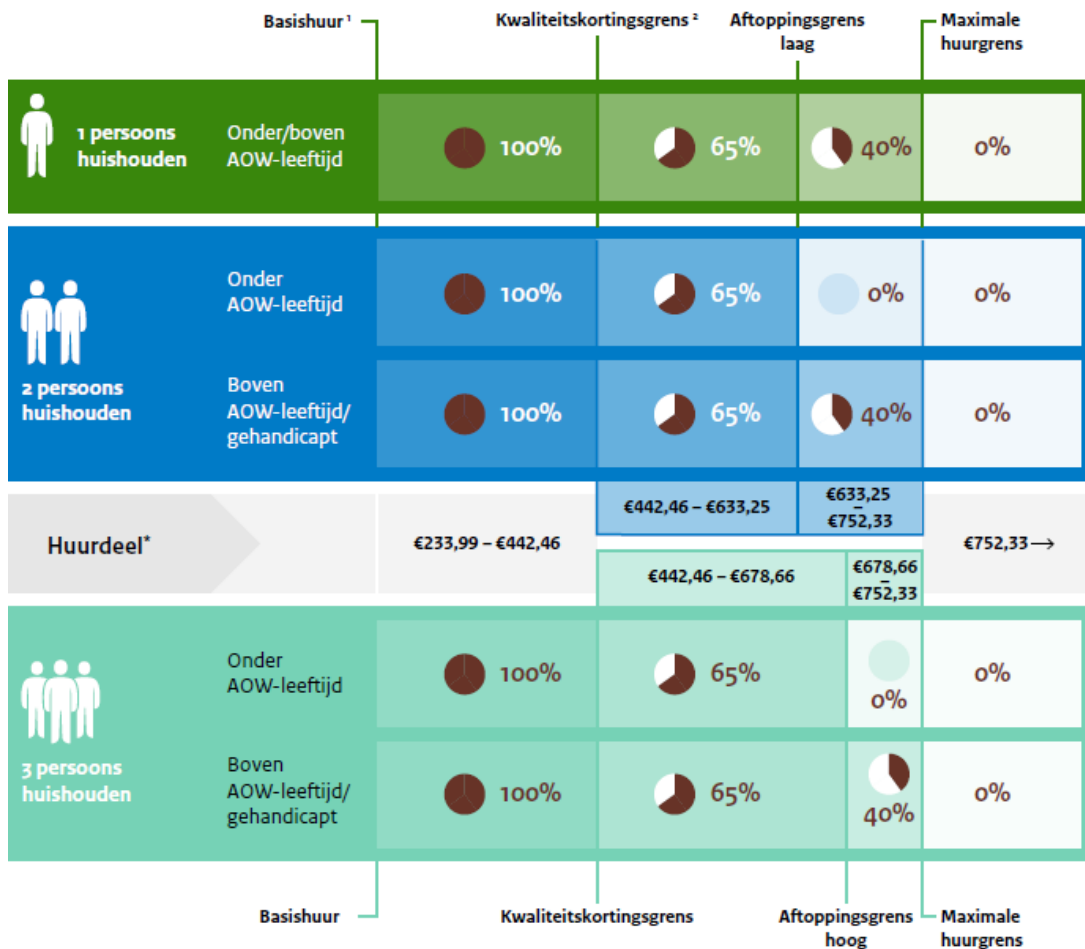 Basishuur ¹
Kwaliteitskortingsgrens ²
Aftoppingsgrens
laag
Maximale
huurgrens
1 persoons
huishouden
Onder/boven
AOW-leeftijd
100%
65%
40%
0%
Onder
AOW-leeftijd
100%
65%
0%
0%
2 persoons
huishouden
Boven
AOW-leeftijd/
gehandicapt
100%
65%
40%
0%
Huurdeel*
€233,99 – €442,46
€442,46 – €633,25
€633,25
–
€752,33
€752,33→
€442,46 – €678,66
€678,66
–
€752,33
Onder
AOW-leeftijd
100%
65%
0%
0%
3 persoons
huishouden
Boven
AOW-leeftijd/
gehandicapt
100%
65%
40%
0%
Basishuur
Kwaliteitskortingsgrens
Aftoppingsgrens
hoog
Maximale
huurgrens